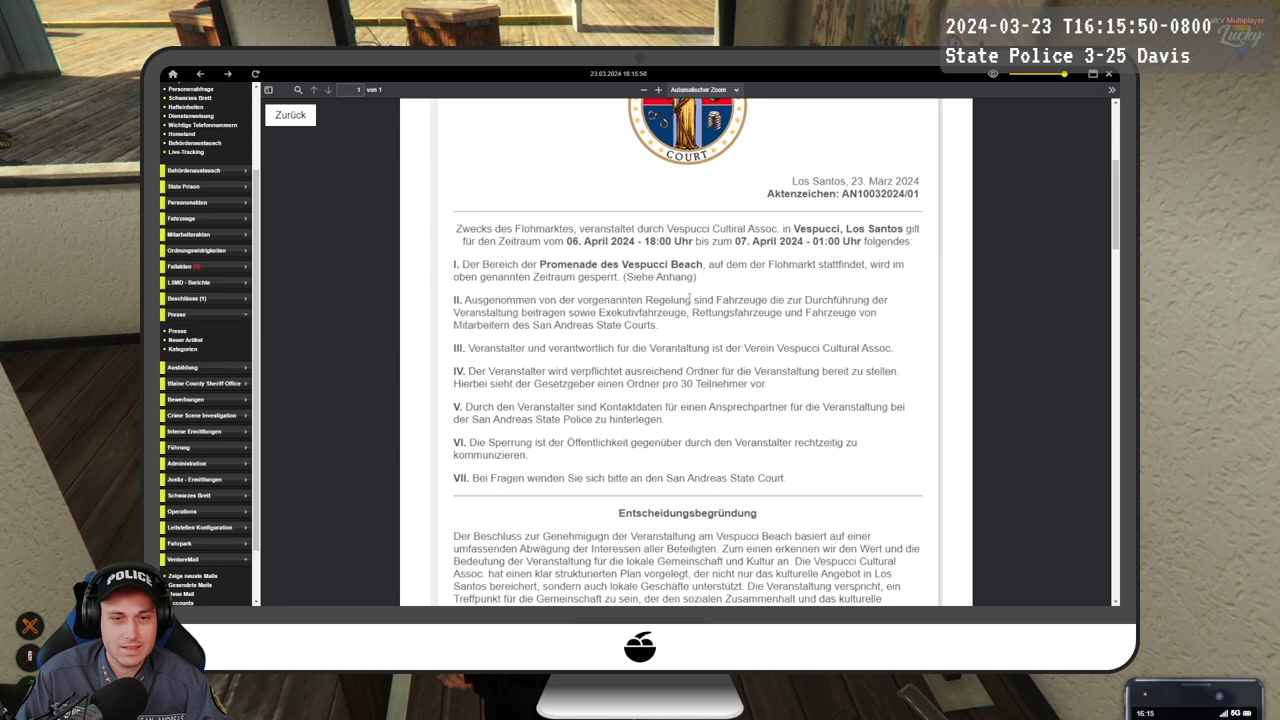 2024-03-23 T16:15:50-0800
alt:V Multiplayer
Lucky
State Police 3-25 Davis
23.03.2024 18:15:50
1 von 1
Automatischer Zoom
Zurück
Personenabfrage
Schwarzes Brett
Hafteinheiten
Dienstanweisung
Wichtige Telefonnummern
Homeland
Behördenaustausch
Live-Tracking
Behördenaustausch
State Prison
Personenakten
Fahrzeuge
Mitarbeiterakten
Ordnungswidrigkeiten
Fallakten
LSMD - Berichte
Beschlüsse (1)
Presse
Presse
Neuer Artikel
Kategorien
Ausbildung
Blaine County Sheriff Office
Bewerbungen
Crime Scene Investigation
Interne Ermittlungen
Führung
Administration
Justiz - Ermittlungen
Schwarzes Brett
Operations
Leitstellen Konfiguration
Fuhrpark
VentureMail
Zeige neuste Mails
Gesendete Mails
Neue Mail
ccounts
COURT
Los Santos, 23. März 2024
Aktenzeichen: AN10032024/01
Zwecks des Flohmarktes, veranstaltet durch Vespucci Cultural Assoc. in Vespucci, Los Santos gilt
für den Zeitraum vom 06. April 2024 - 18:00 Uhr bis zum 07. April 2024 - 01:00 Uhr folgendes:
I. Der Bereich der Promenade des Vespucci Beach, auf dem der Flohmarkt stattfindet, wird im
oben genannten Zeitraum gesperrt. (Siehe Anhang)
II. Ausgenommen von der vorgenannten Regelung sind Fahrzeuge die zur Durchführung der
Veranstaltung beitragen sowie Exekutivfahrzeuge, Rettungsfahrzeuge und Fahrzeuge von
Mitarbeitern des San Andreas State Courts.
III. Veranstalter und verantwortlich für die Verantaltung ist der Verein Vespucci Cultural Assoc.
IV. Der Veranstalter wird verpflichtet ausreichend Ordner für die Veranstaltung bereit zu stellen.
Hierbei sieht der Gesetzgeber einen Ordner pro 30 Teilnehmer vor.
V. Durch den Veranstalter sind Kontaktdaten für einen Ansprechpartner für die Veranstaltung bei
der San Andreas State Police zu hinterlegen.
VI. Die Sperrung ist der Öffentlichkeit gegenüber durch den Veranstalter rechtzeitig zu
kommunizieren.
VII. Bei Fragen wenden Sie sich bitte an den San Andreas State Court.
Entscheidungsbegründung
Der Beschluss zur Genehmigugn der Veranstaltung am Vespucci Beach basiert auf einer
umfassenden Abwägung der Interessen aller Beteiligten. Zum einen erkennen wir den Wert und die
Bedeutung der Veranstaltung für die lokale Gemeinschaft und Kultur an. Die Vespucci Cultural
Assoc. hat einen klar strukturierten Plan vorgelegt, der nicht nur das kulturelle Angebot in Los
Santos bereichert, sondern auch lokale Geschäfte unterstützt. Die Veranstaltung verspricht, ein
Treffpunkt für die Gemeinschaft zu sein, der den sozialen Zusammenhalt und das kulturelle
POLICE
SAN ANDREAS
16:15
5G